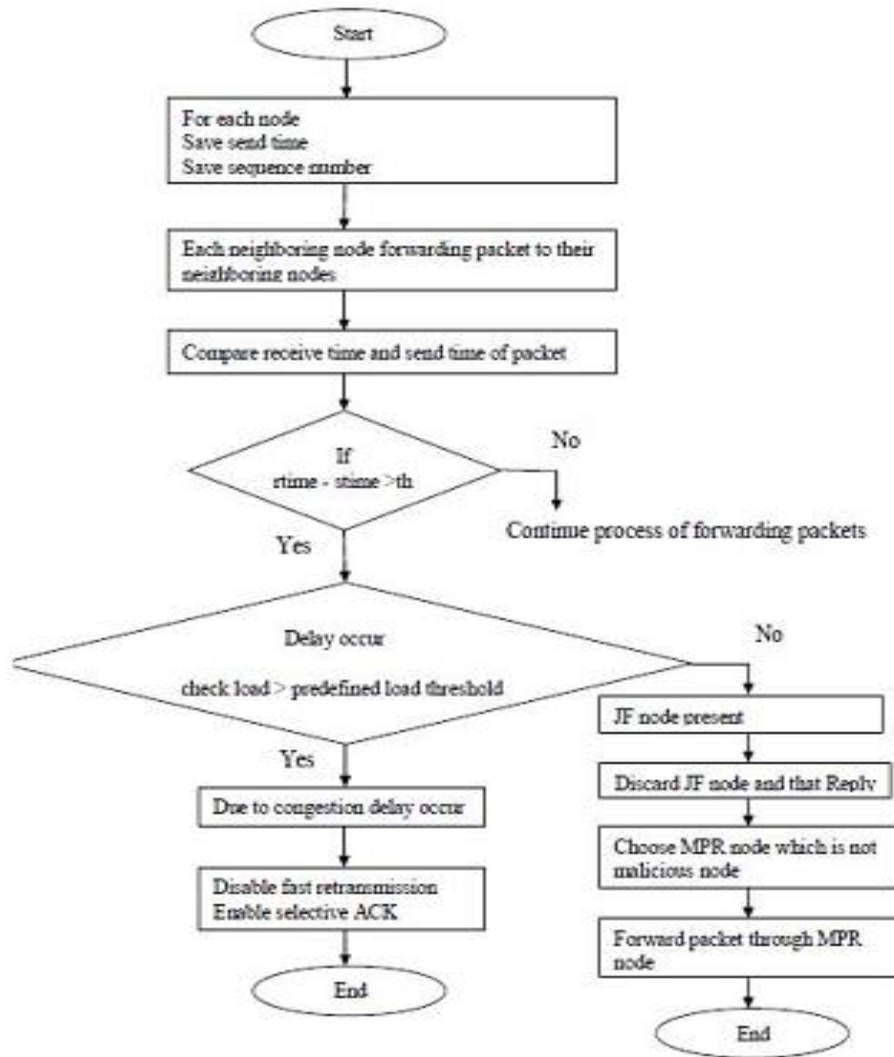 Start
For each node
Save send time
Save sequence number
Each neighboring node forwarding packet to their
neighboring nodes
Compare receive time and send time of packet
If
rtime - stime >th
No
Continue process of forwarding packets
Yes
Delay occur
check load > predefined load threshold
No
Yes
JF node present
Discard JF node and that Reply
Choose MPR node which is not
malicious node
Forward packet through MPR
node
End
Due to congestion delay occur
Disable fast retransmission
Enable selective ACK
End